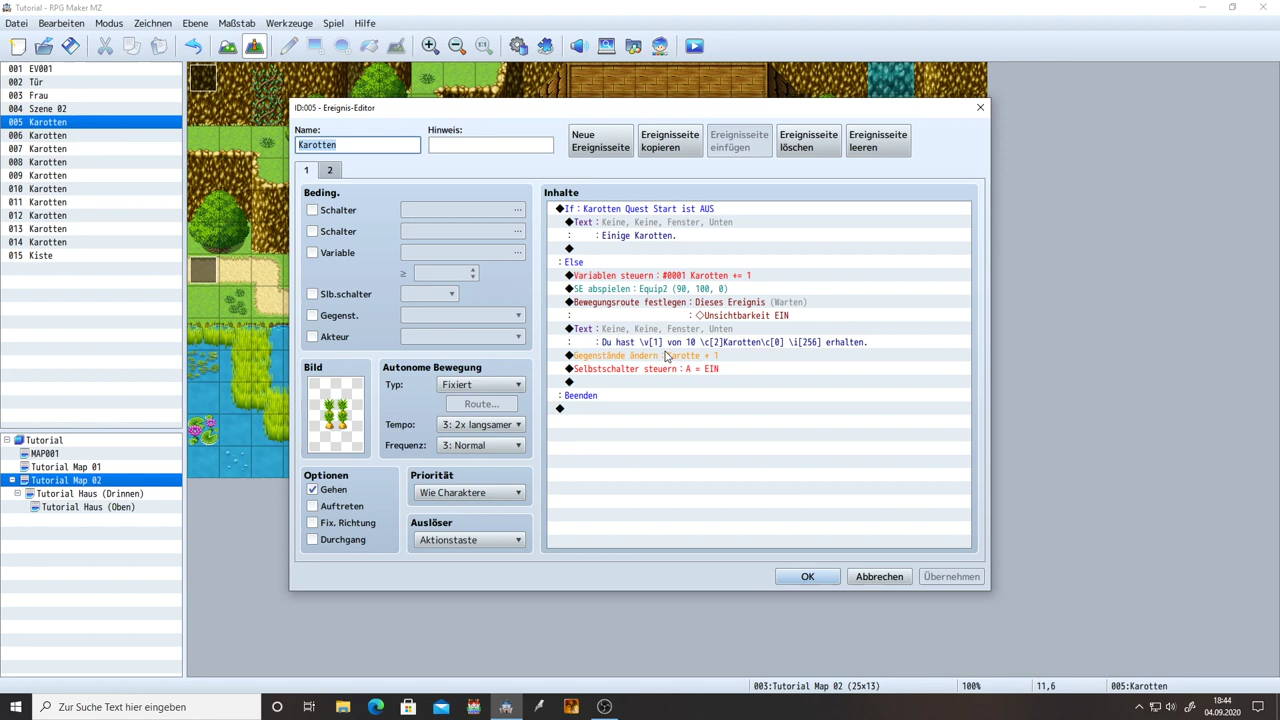 Tutorial - RPG Maker MZ
Datei Bearbeiten Modus Zeichnen Ebene Maßstab Werkzeuge Spiel Hilfe
001 EV001
002 Tür
003 Frau
004 Szene 02
005 Karotten
006 Karotten
007 Karotten
008 Karotten
009 Karotten
010 Karotten
011 Karotten
012 Karotten
013 Karotten
014 Karotten
015 Kiste
Tutorial
MAP001
Tutorial Map 01
Tutorial Map 02
Tutorial Haus (Drinnen)
Tutorial Haus (Oben)
ID:005 - Ereignis-Editor
Name:
Karotten
Hinweis:
Neue Ereignisseite
Ereignisseite kopieren
Ereignisseite einfügen
Ereignisseite löschen
Ereignisseite leeren
1 2
Beding.
Schalter ...
Schalter ...
Variable ...
≥
Slb.schalter
Gegenst.
Akteur
Bild
Autonome Bewegung
Typ: Fixiert
Route...
Tempo: 3: 2x langsamer
Frequenz: 3: Normal
Optionen
Gehen
Auftreten
Fix. Richtung
Durchgang
Priorität
Wie Charaktere
Auslöser
Aktionstaste
Inhalte
◆If：Karotten Quest Start ist AUS
◆Text：Keine, Keine, Fenster, Unten
：Einige Karotten.
◆
：Else
◆Variablen steuern：#0001 Karotten += 1
◆SE abspielen：Equip2 (90, 100, 0)
◆Bewegungsroute festlegen：Dieses Ereignis (Warten)
：◇Unsichtbarkeit EIN
◆Text：Keine, Keine, Fenster, Unten
：Du hast \v[1] von 10 \c[2]Karotten\c[0] \i[256] erhalten.
◆Gegenstände ändern：Karotte + 1
◆Selbstschalter steuern：A = EIN
◆
：Beenden
◆
OK Abbrechen Übernehmen
003:Tutorial Map 02 (25x13) 100% 11,6 005:Karotten
Zur Suche Text hier eingeben
18:44
04.09.2020